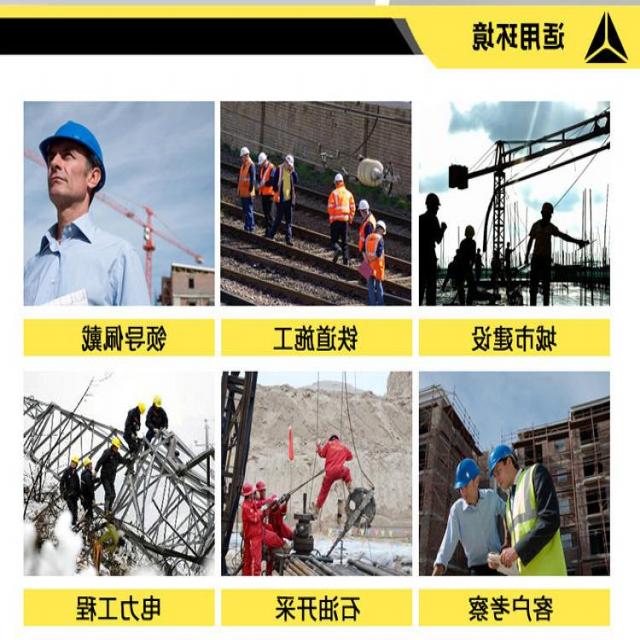 适用环境
城市建设
铁道施工
领导佩戴
客户考察
石油开采
电力工程